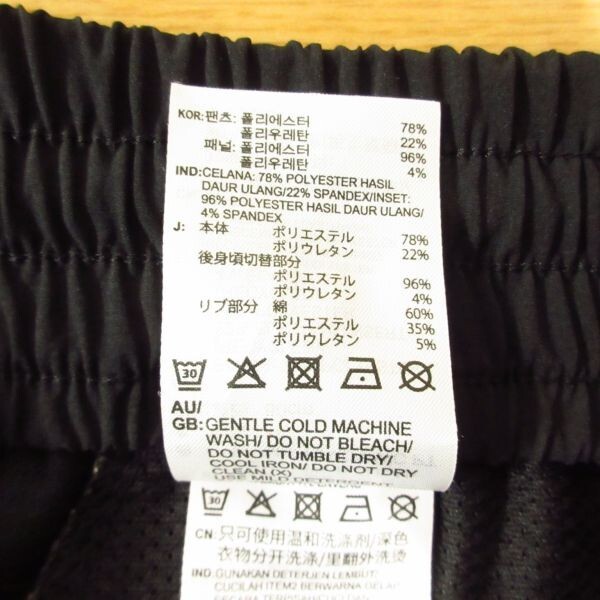 KOR: 팬츠: 폴리에스터 78%
폴리우레탄 22%
패널: 폴리에스터 96%
폴리우레탄 4%
IND: CELANA: 78% POLYESTER HASIL
DAUR ULANG/22% SPANDEX/INSET:
96% POLYESTER HASIL DAUR ULANG/
4% SPANDEX
J: 本体 ポリエステル 78%
ポリウレタン 22%
後身頃切替部分
ポリエステル 96%
ポリウレタン 4%
リブ部分 綿 60%
ポリエステル 35%
ポリウレタン 5%
30
AU/
GB: GENTLE COLD MACHINE
WASH/ DO NOT BLEACH/
DO NOT TUMBLE DRY/
COOL IRON/ DO NOT DRY
CLEAN (X)
USE MILD DETERGENT
30
CN: 只可使用温和洗涤剂/深色
衣物分开洗涤/里翻外洗烫
IND: GUNAKAN DETERJEN LEMBUT/
CUCILAH ITEM2 BERWARNA GELAP